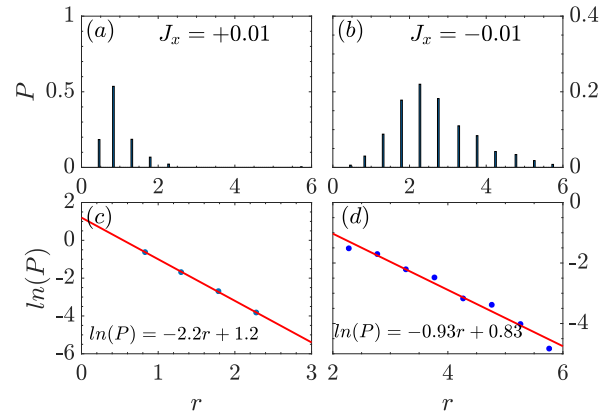 (a) J_x = +0.01
(b) J_x = −0.01
P
1
0.5
0
0 2 4 6
0.4
0.2
0
0 2 4 6
(c)
(d)
ln(P)
2
0
-2
-4
-6
ln(P) = −2.2r + 1.2
ln(P) = −0.93r + 0.83
0
-2
-4
0 1 2 3
2 4 6
r
r